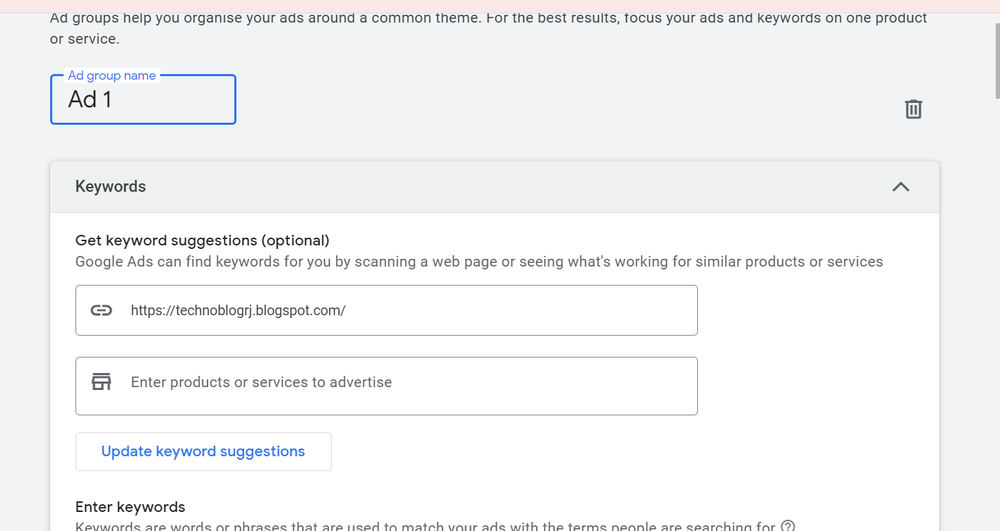 Ad groups help you organise your ads around a common theme. For the best results, focus your ads and keywords on one product
or service.
Ad group name
Ad 1
Keywords
Get keyword suggestions (optional)
Google Ads can find keywords for you by scanning a web page or seeing what's working for similar products or services
https://technoblogrj.blogspot.com/
Enter products or services to advertise
Update keyword suggestions
Enter keywords
Keywords are words or phrases that are used to match your ads with the terms people are searching for